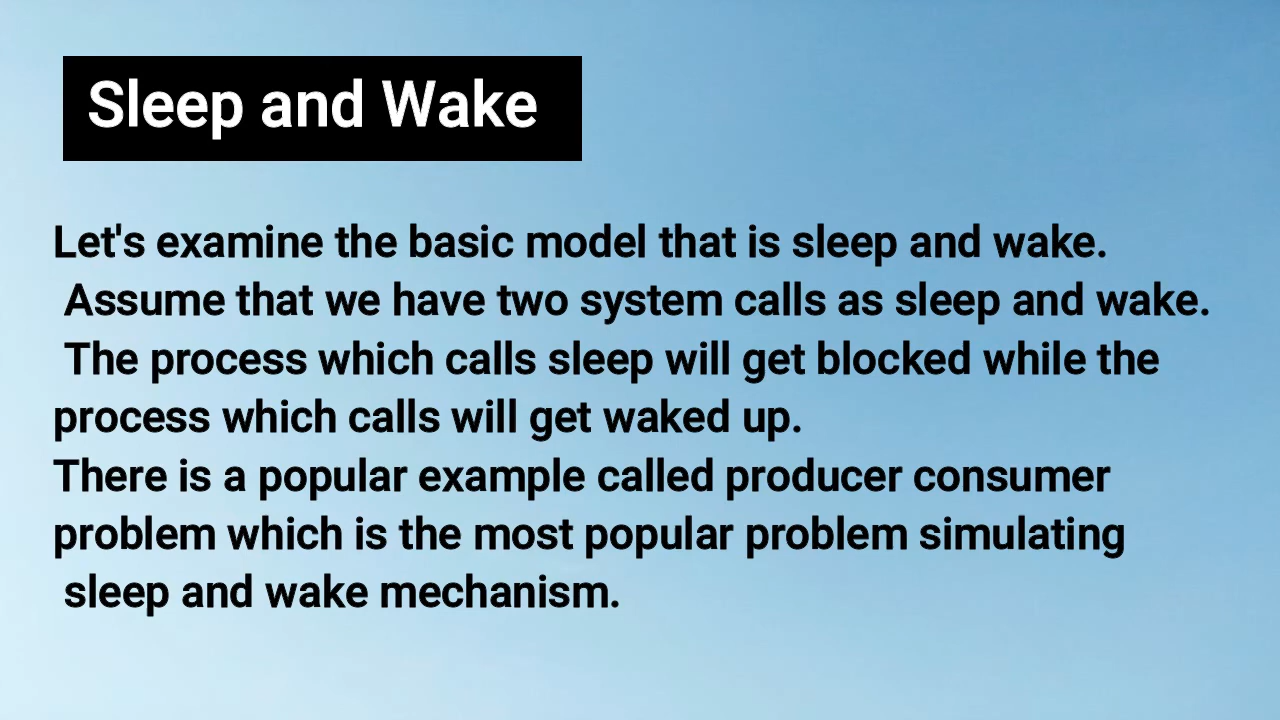 Sleep and Wake
Let's examine the basic model that is sleep and wake.
Assume that we have two system calls as sleep and wake.
The process which calls sleep will get blocked while the
process which calls will get waked up.
There is a popular example called producer consumer
problem which is the most popular problem simulating
sleep and wake mechanism.